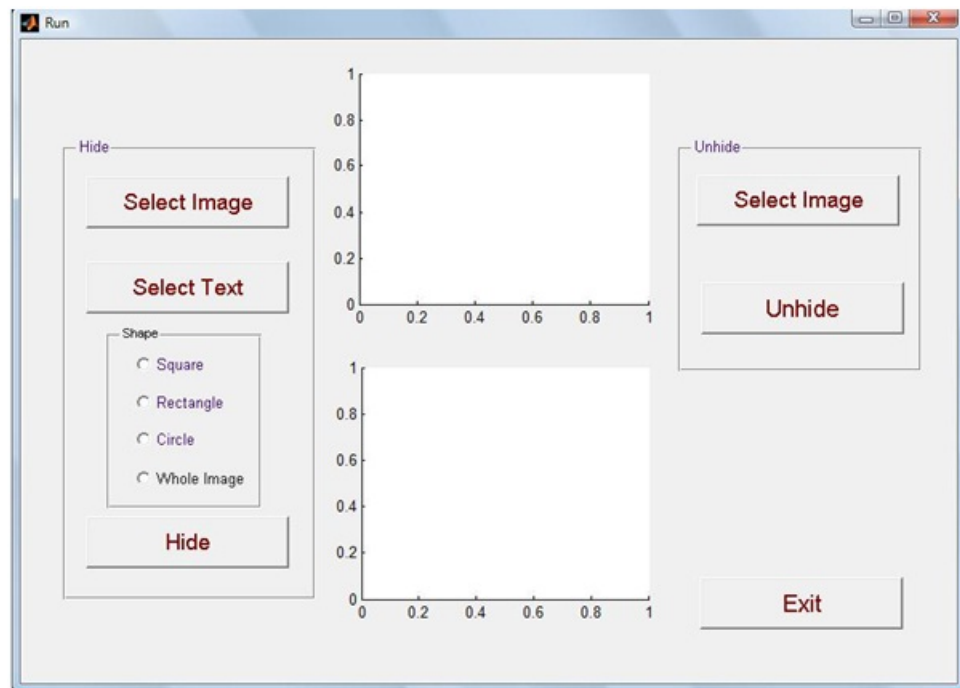 Run
Hide
Select Image
Select Text
Shape
Square
Rectangle
Circle
Whole Image
Hide
1
0.8
0.6
0.4
0.2
0
0 0.2 0.4 0.6 0.8 1
1
0.8
0.6
0.4
0.2
0
0 0.2 0.4 0.6 0.8 1
Unhide
Select Image
Unhide
Exit